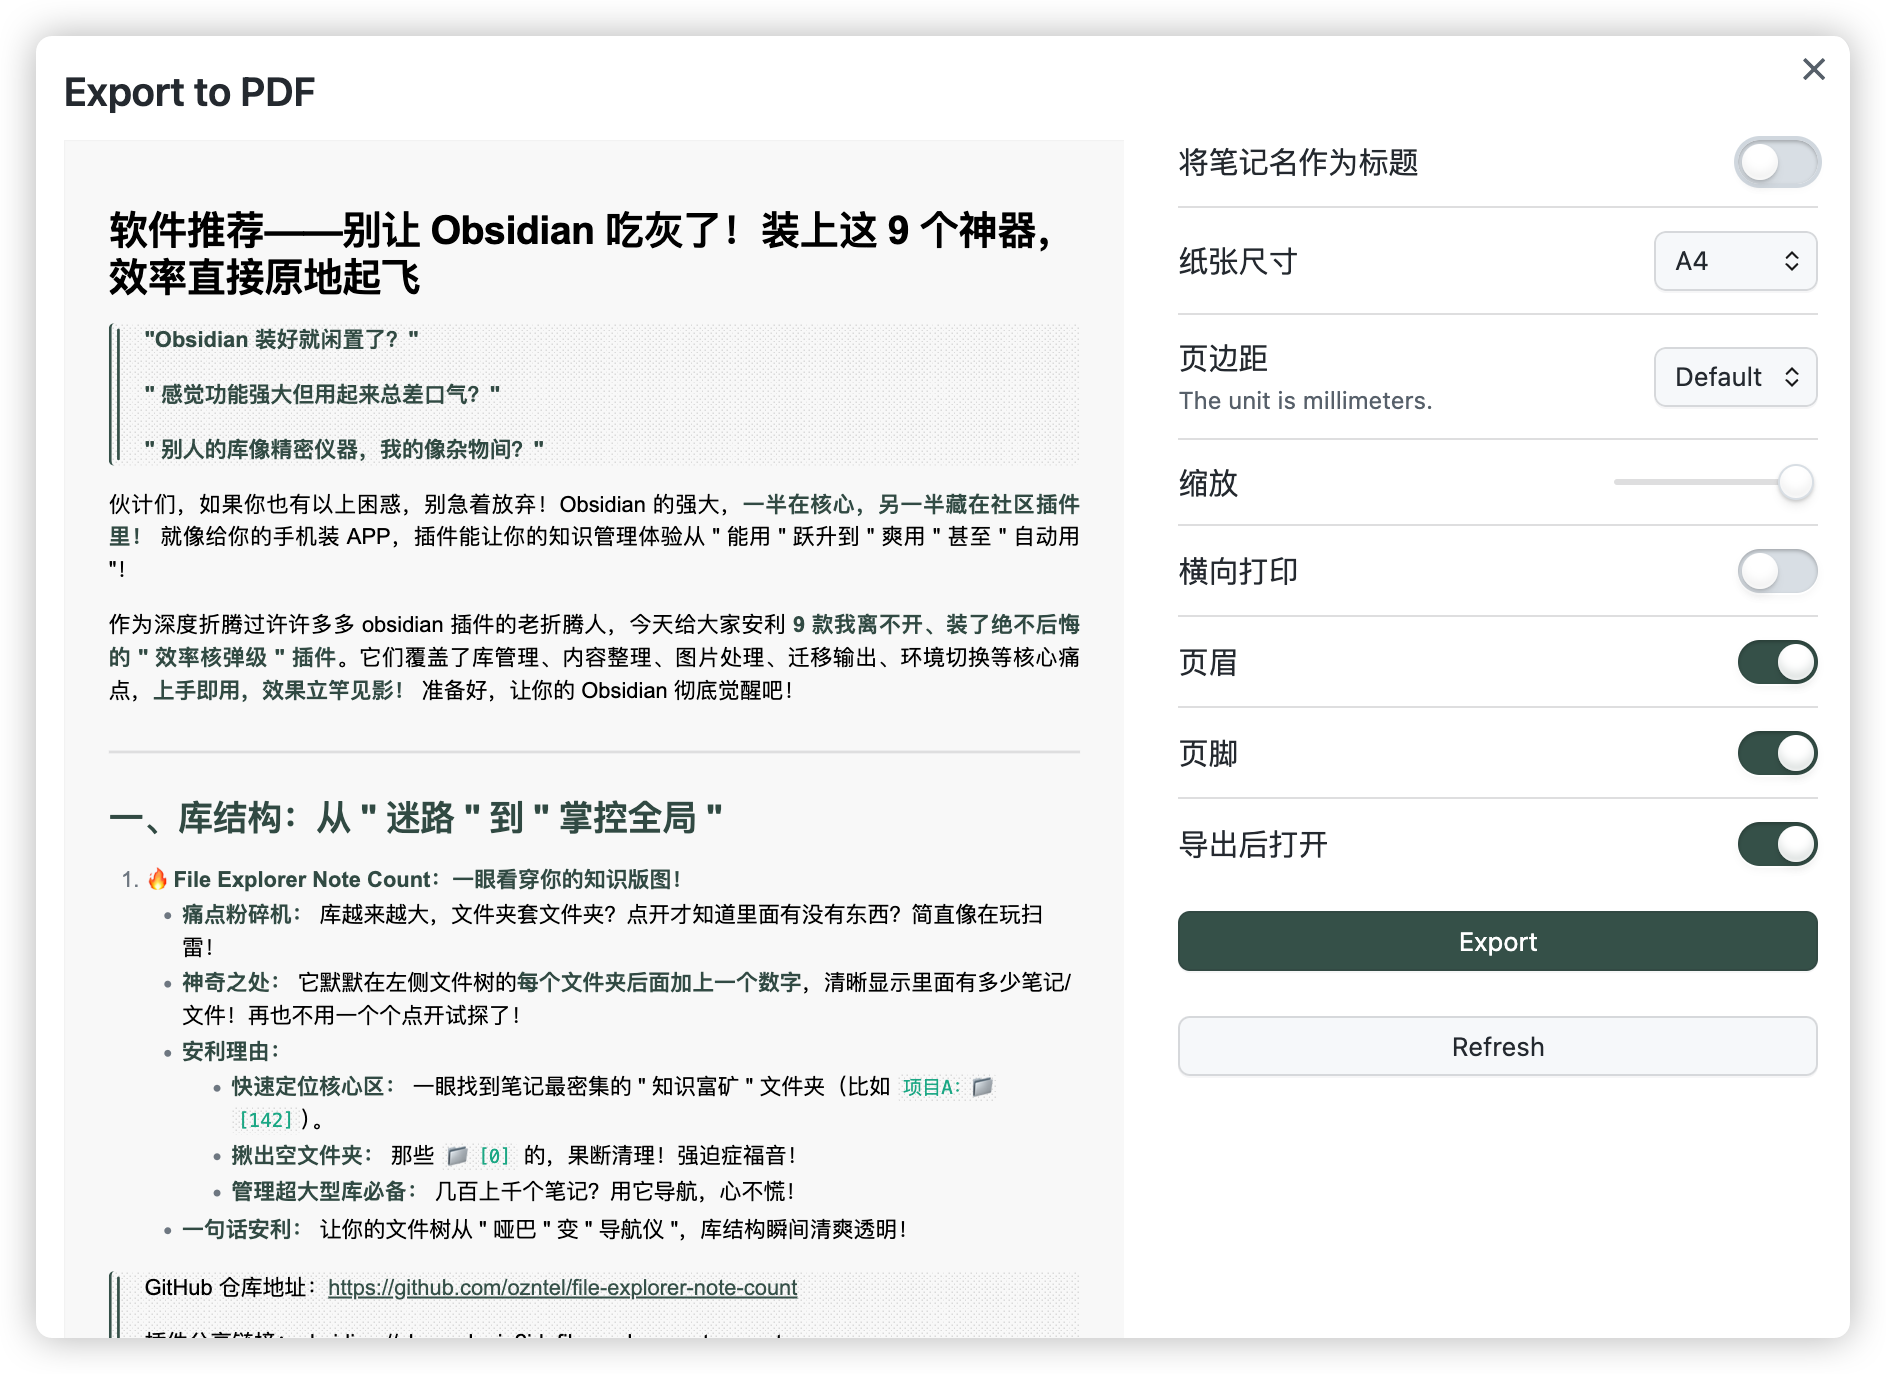 Export to PDF
软件推荐——别让 Obsidian 吃灰了！装上这 9 个神器，
效率直接原地起飞
"Obsidian 装好就闲置了？"
" 感觉功能强大但用起来总差口气？"
" 别人的库像精密仪器，我的像杂物间？"
伙计们，如果你也有以上困惑，别急着放弃！Obsidian 的强大，一半在核心，另一半藏在社区插件
里！ 就像给你的手机装 APP，插件能让你的知识管理体验从 " 能用 " 跃升到 " 爽用 " 甚至 " 自动用
"！
作为深度折腾过许许多多 obsidian 插件的老折腾人，今天给大家安利 9 款我离不开、装了绝不后悔
的 " 效率核弹级 " 插件。它们覆盖了库管理、内容整理、图片处理、迁移输出、环境切换等核心痛
点，上手即用，效果立竿见影！ 准备好，让你的 Obsidian 彻底觉醒吧！
一、库结构：从 " 迷路 " 到 " 掌控全局 "
1. 🔥 File Explorer Note Count：一眼看穿你的知识版图！
• 痛点粉碎机： 库越来越大，文件夹套文件夹？点开才知道里面有没有东西？简直像在玩扫
雷！
• 神奇之处： 它默默在左侧文件树的每个文件夹后面加上一个数字，清晰显示里面有多少笔记/
文件！再也不用一个个点开试探了！
• 安利理由：
• 快速定位核心区： 一眼找到笔记最密集的 " 知识富矿 " 文件夹（比如 项目A：📁
[142] ）。
• 揪出空文件夹： 那些 📁 [0] 的，果断清理！强迫症福音！
• 管理超大型库必备： 几百上千个笔记？用它导航，心不慌！
• 一句话安利： 让你的文件树从 " 哑巴 " 变 " 导航仪 "，库结构瞬间清爽透明！
GitHub 仓库地址：https://github.com/ozntel/file-explorer-note-count
将笔记名作为标题
纸张尺寸
A4
页边距
The unit is millimeters.
Default
缩放
横向打印
页眉
页脚
导出后打开
Export
Refresh